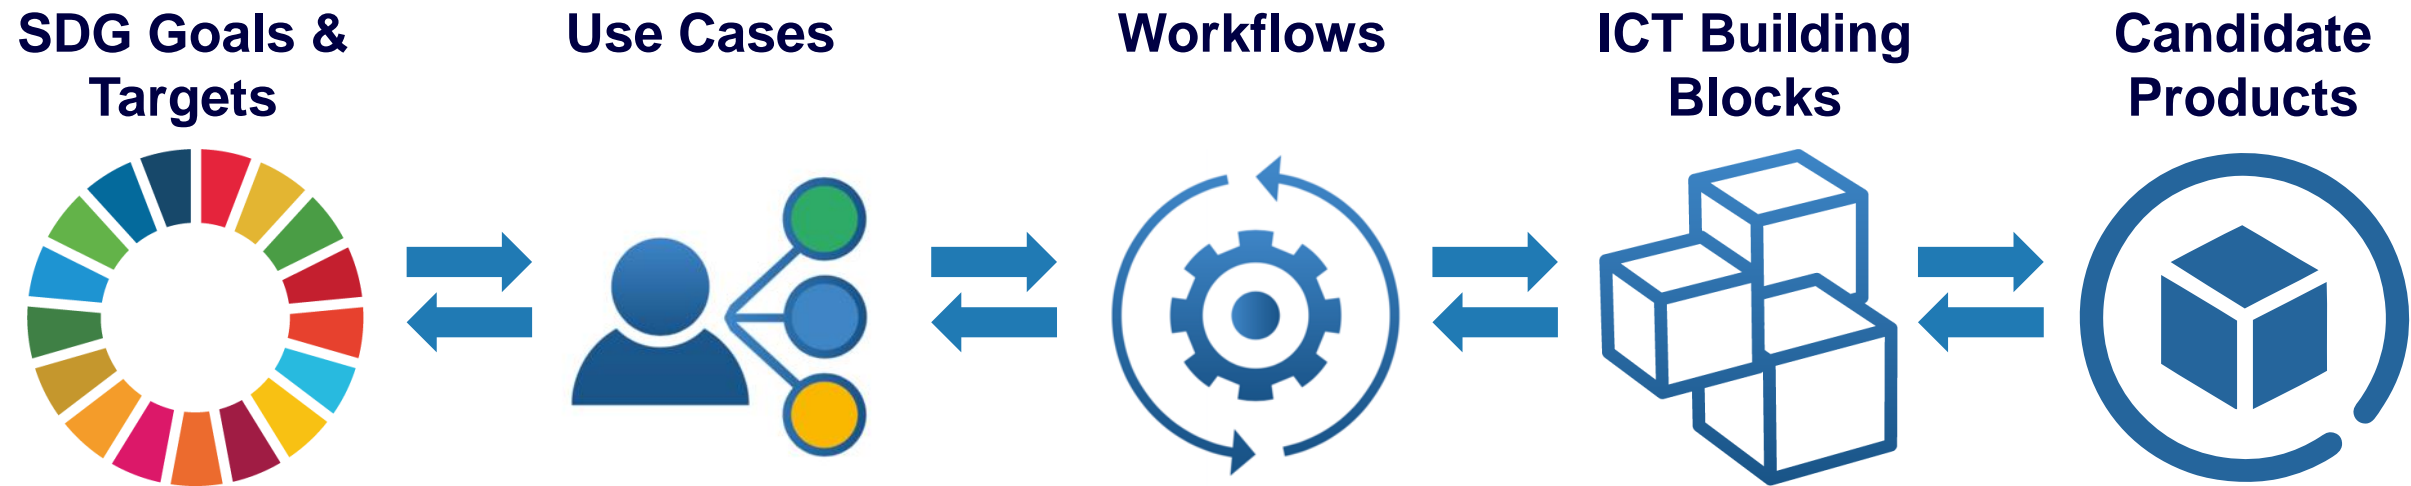 SDG Goals &
Targets
Use Cases
Workflows
ICT Building
Blocks
Candidate
Products